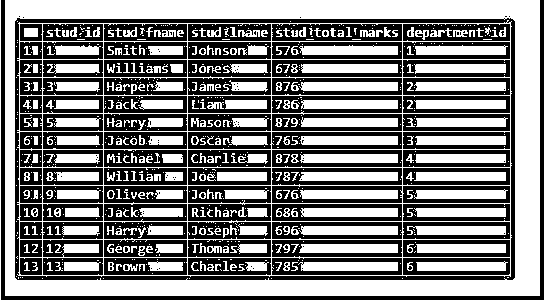 stud_id stud_fname stud_lname stud_total_marks department_id
1 1 Smith Johnson 576 1
2 2 Williams Jones 678 1
3 3 Harper James 876 2
4 4 Jack Liam 786 2
5 5 Harry Mason 879 3
6 6 Jacob Oscar 765 3
7 7 Michael Charlie 878 4
8 8 William Joe 787 4
9 9 Oliver John 676 5
10 10 Jack Richard 686 5
11 11 Harry Joseph 696 5
12 12 George Thomas 797 6
13 13 Brown Charles 785 6